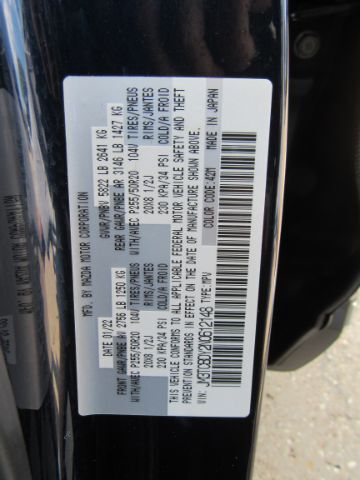 MFD. BY MAZDA MOTOR CORPORATION
DATE: 01/22 GVWR/PNBV 5822 LB 2641 KG
FRONT GAWR/PNBE AV 2756 LB 1250 KG REAR GAWR/PNBE AR 3146 LB 1427 KG
WITH/AVEC P255/50R20 104V TIRES/PNEUS WITH/AVEC P255/50R20 104V TIRES/PNEUS
20X8 1/2J RIMS/JANTES 20X8 1/2J RIMS/JANTES
230 KPA/34 PSI COLD/A FROID 230 KPA/34 PSI COLD/A FROID
THIS VEHICLE CONFORMS TO ALL APPLICABLE FEDERAL MOTOR VEHICLE SAFETY AND THEFT
PREVENTION STANDARDS IN EFFECT ON THE DATE OF MANUFACTURE SHOWN ABOVE.
MADE IN JAPAN
VIN: TYPE: MPV COLOR CODE: 42M